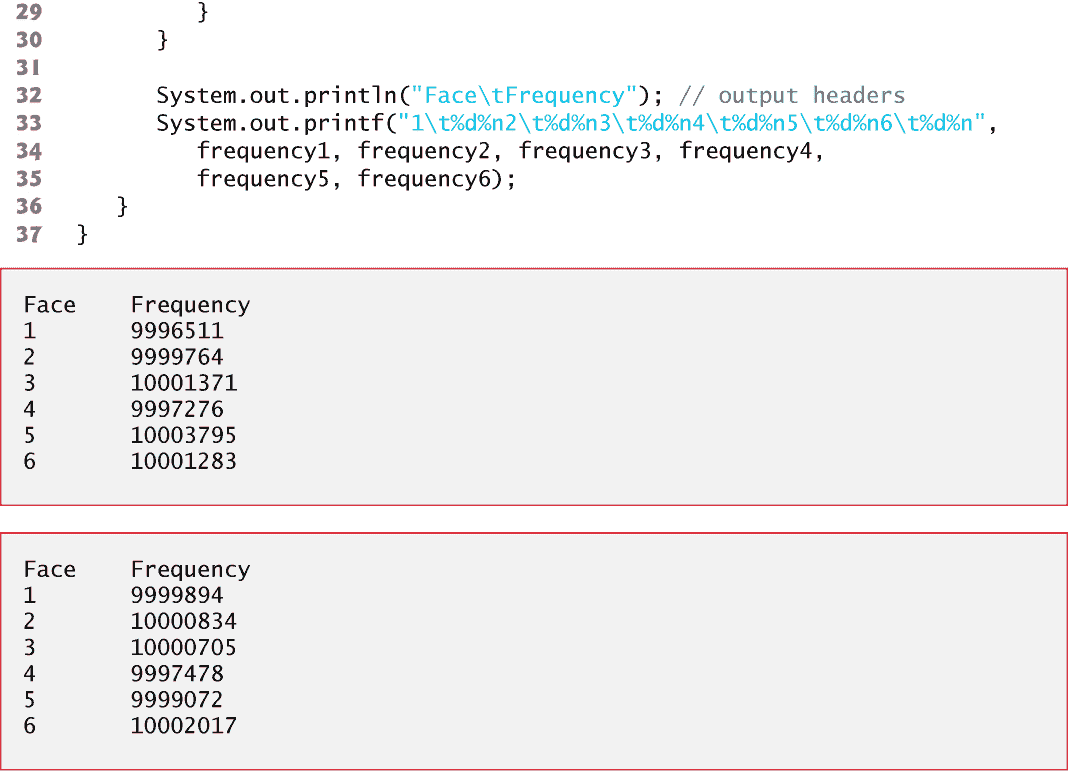 29 }
30 }
31
32 System.out.println("Face\tFrequency"); // output headers
33 System.out.printf("1\t%d%n2\t%d%n3\t%d%n4\t%d%n5\t%d%n6\t%d%n",
34 frequency1, frequency2, frequency3, frequency4,
35 frequency5, frequency6);
36 }
37 }
Face Frequency
1 9996511
2 9999764
3 10001371
4 9997276
5 10003795
6 10001283
Face Frequency
1 9999894
2 10000834
3 10000705
4 9997478
5 9999072
6 10002017